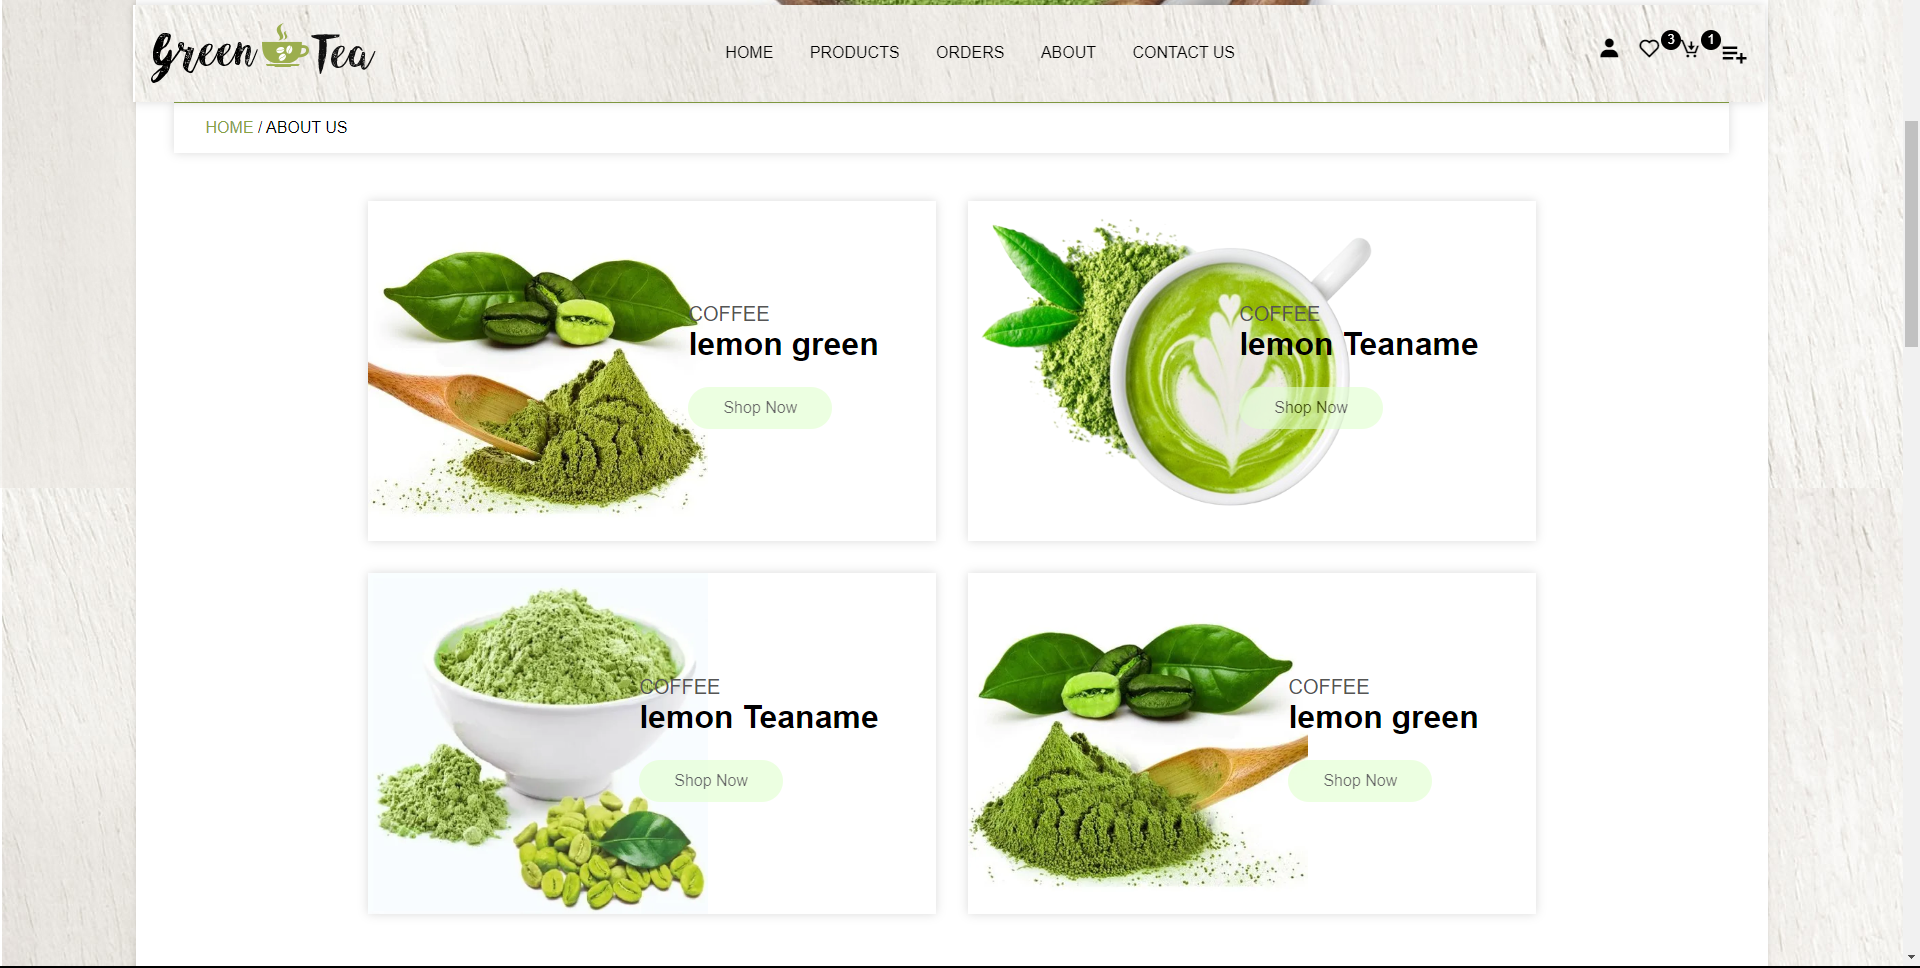 Green Tea
HOME PRODUCTS ORDERS ABOUT CONTACT US
3 1
HOME / ABOUT US
COFFEE
lemon green
Shop Now
COFFEE
lemon Teaname
Shop Now
COFFEE
lemon Teaname
Shop Now
COFFEE
lemon green
Shop Now